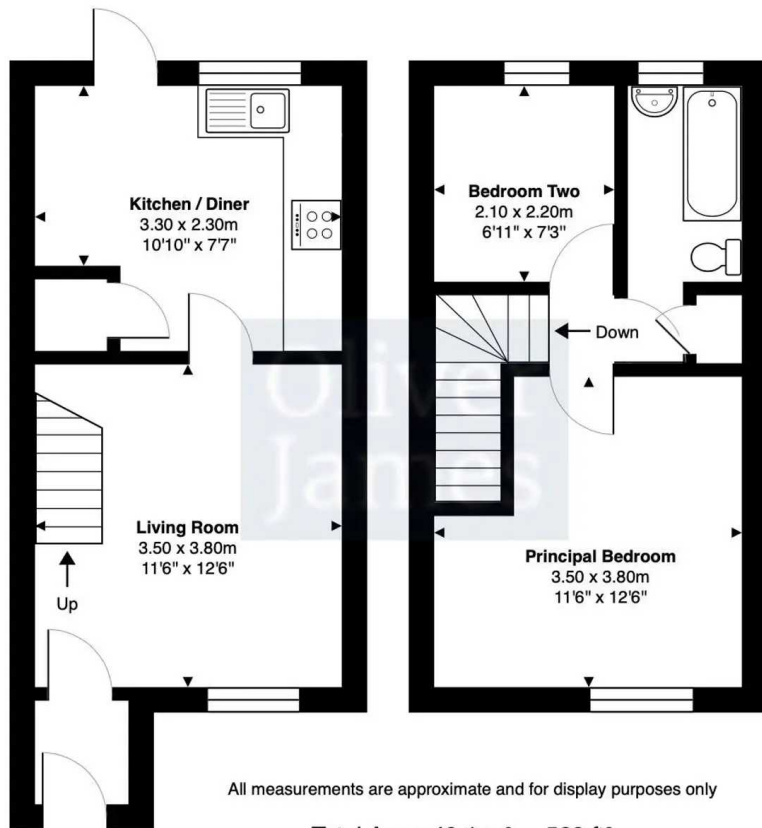 Kitchen / Diner
3.30 x 2.30m
10'10" x 7'7"
Bedroom Two
2.10 x 2.20m
6'11" x 7'3"
Down
Oliver
James
Living Room
3.50 x 3.80m
11'6" x 12'6"
Up
Principal Bedroom
3.50 x 3.80m
11'6" x 12'6"
All measurements are approximate and for display purposes only